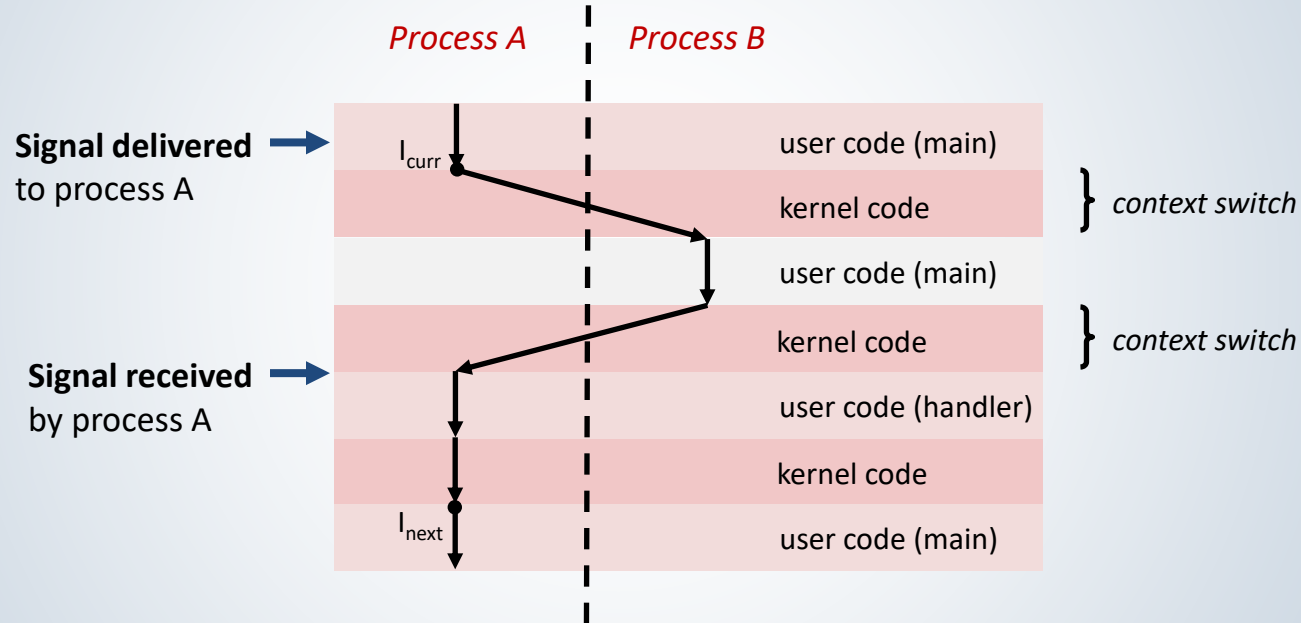 Process A
Process B
Signal delivered
to process A
I_curr
user code (main)
kernel code
context switch
user code (main)
kernel code
context switch
Signal received
by process A
user code (handler)
kernel code
I_next
user code (main)